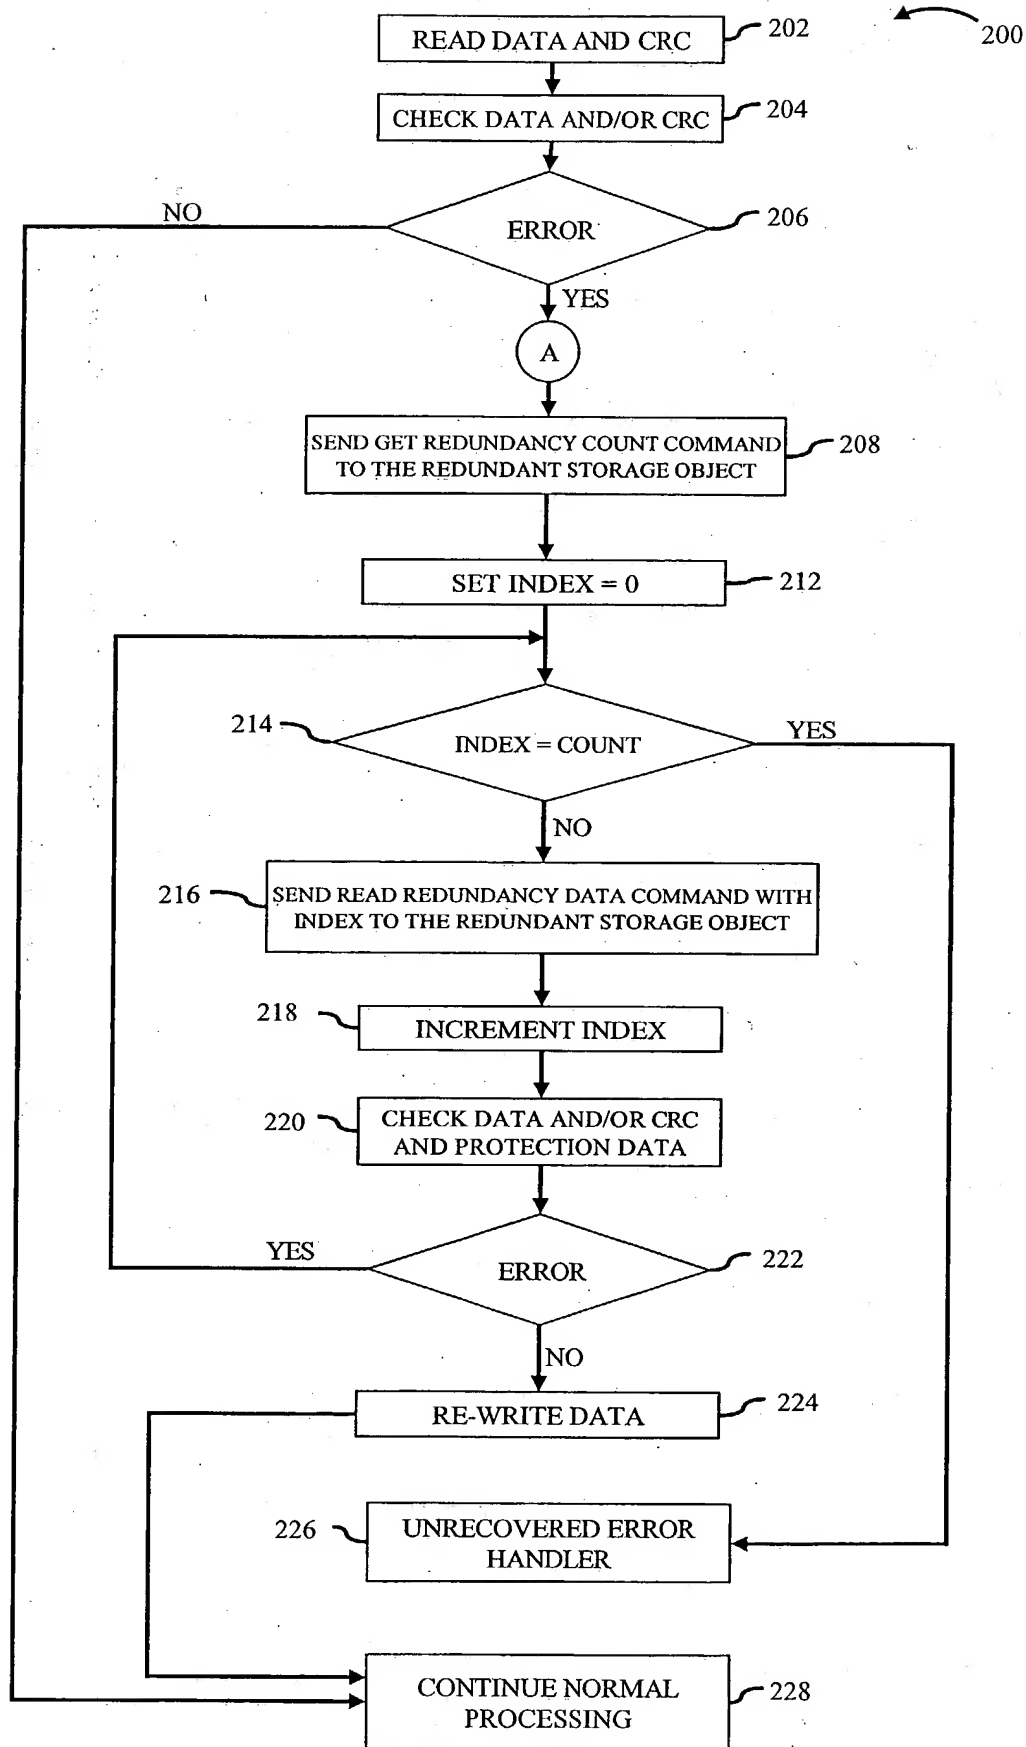 200
READ DATA AND CRC
202
CHECK DATA AND/OR CRC
204
ERROR
206
NO
YES
A
SEND GET REDUNDANCY COUNT COMMAND
TO THE REDUNDANT STORAGE OBJECT
208
SET INDEX = 0
212
214
INDEX = COUNT
YES
NO
216
SEND READ REDUNDANCY DATA COMMAND WITH
INDEX TO THE REDUNDANT STORAGE OBJECT
218
INCREMENT INDEX
220
CHECK DATA AND/OR CRC
AND PROTECTION DATA
YES
ERROR
222
NO
RE-WRITE DATA
224
226
UNRECOVERED ERROR
HANDLER
CONTINUE NORMAL
PROCESSING
228